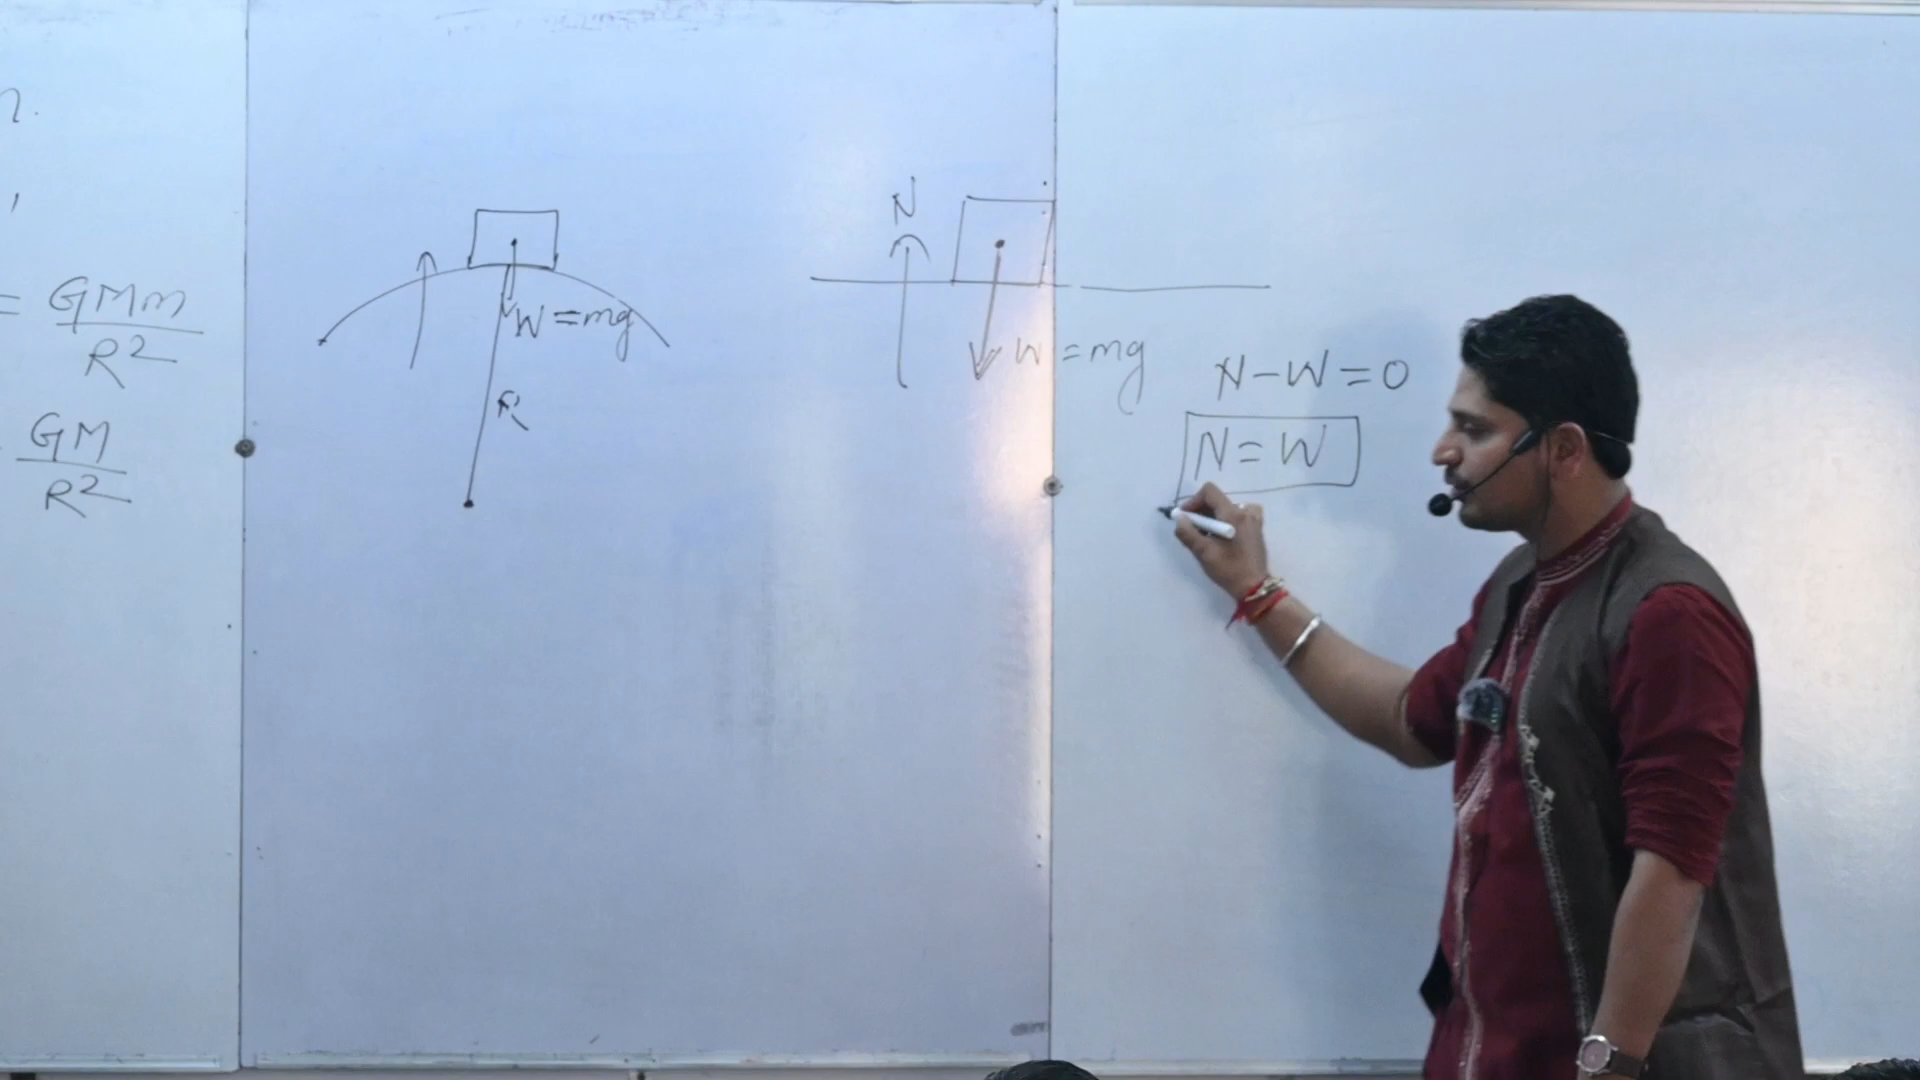 = GMm
R²
GM
R²
W = mg
R
N
W = mg
N - W = 0
N = W